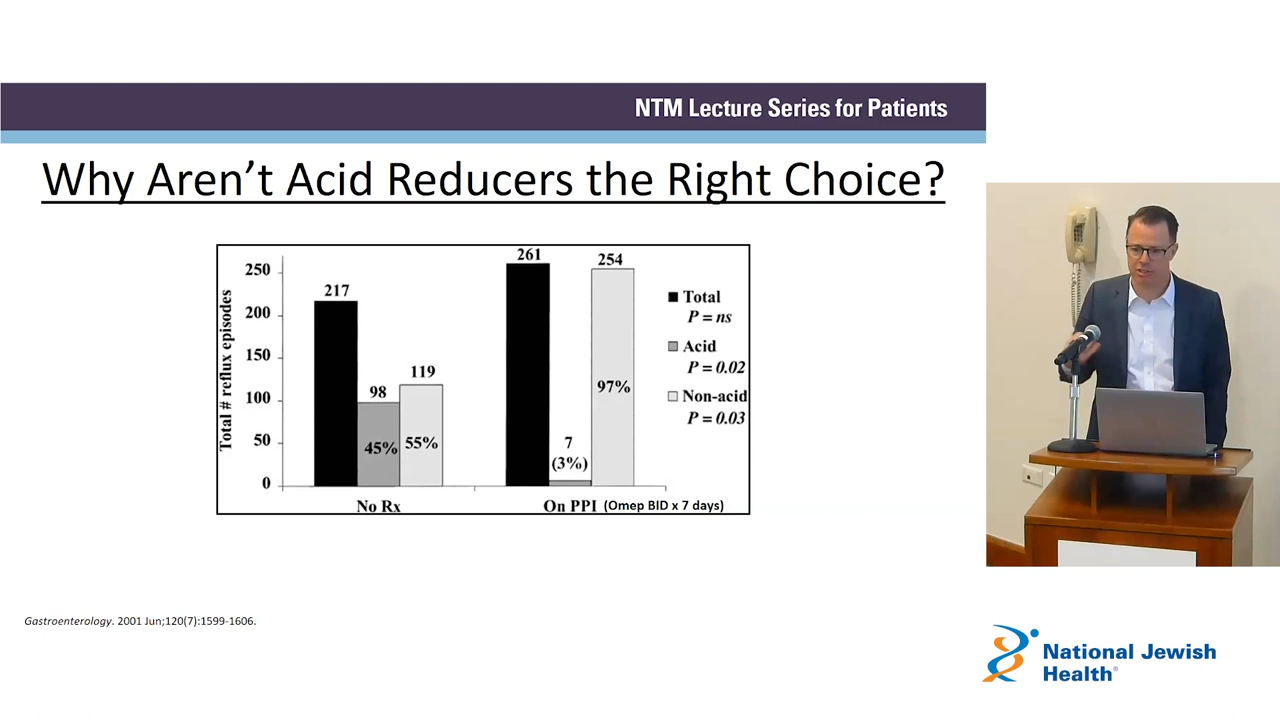 NTM Lecture Series for Patients
Why Aren't Acid Reducers the Right Choice?
Total # reflux episodes
250
200
150
100
50
0
217
98
119
45%
55%
261
254
7
(3%)
97%
No Rx
On PPI (Omep BID x 7 days)
Total
P = ns
Acid
P = 0.02
Non-acid
P = 0.03
Gastroenterology. 2001 Jun;120(7):1599-1606.
National Jewish
Health®